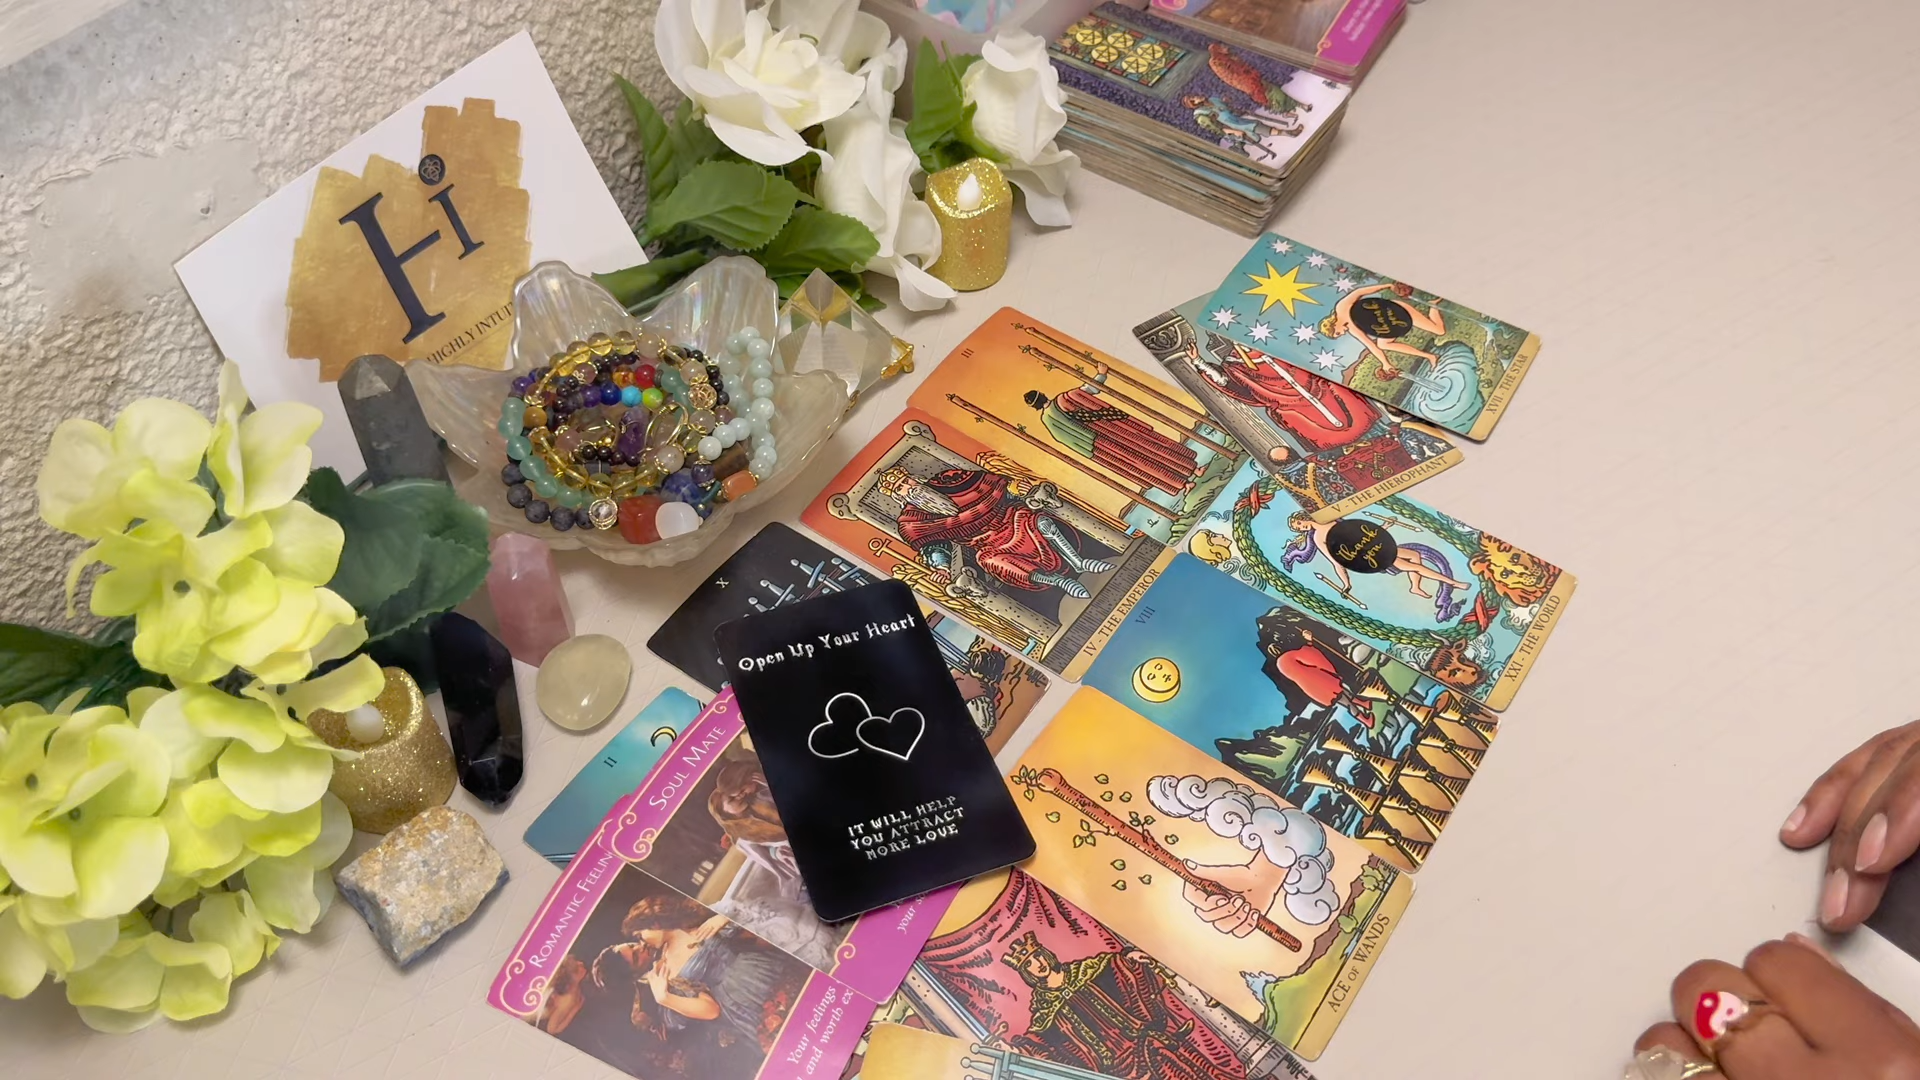 Hi
HIGHLY INTUI
XVII - THE STAR
thank
you
V - THE HIEROPHANT
III
IV - THE EMPEROR
thank
you
XXI - THE WORLD
VIII
X
II
Open Up Your Heart
IT WILL HELP
YOU ATTRACT
MORE LOVE
SOUL MATE
your s
ROMANTIC FEELIN
Your feelings
and worth ex
ACE OF WANDS